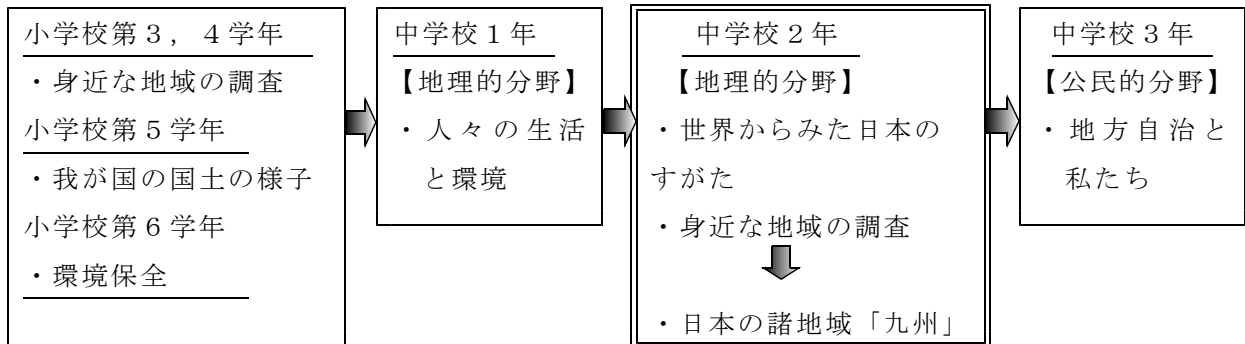 小学校第３，４学年
・身近な地域の調査
小学校第５学年
・我が国の国土の様子
小学校第６学年
・環境保全
中学校１年
【地理的分野】
・人々の生活
と環境
中学校２年
【地理的分野】
・世界からみた日本の
すがた
・身近な地域の調査
・日本の諸地域「九州」
中学校３年
【公民的分野】
・地方自治と
私たち